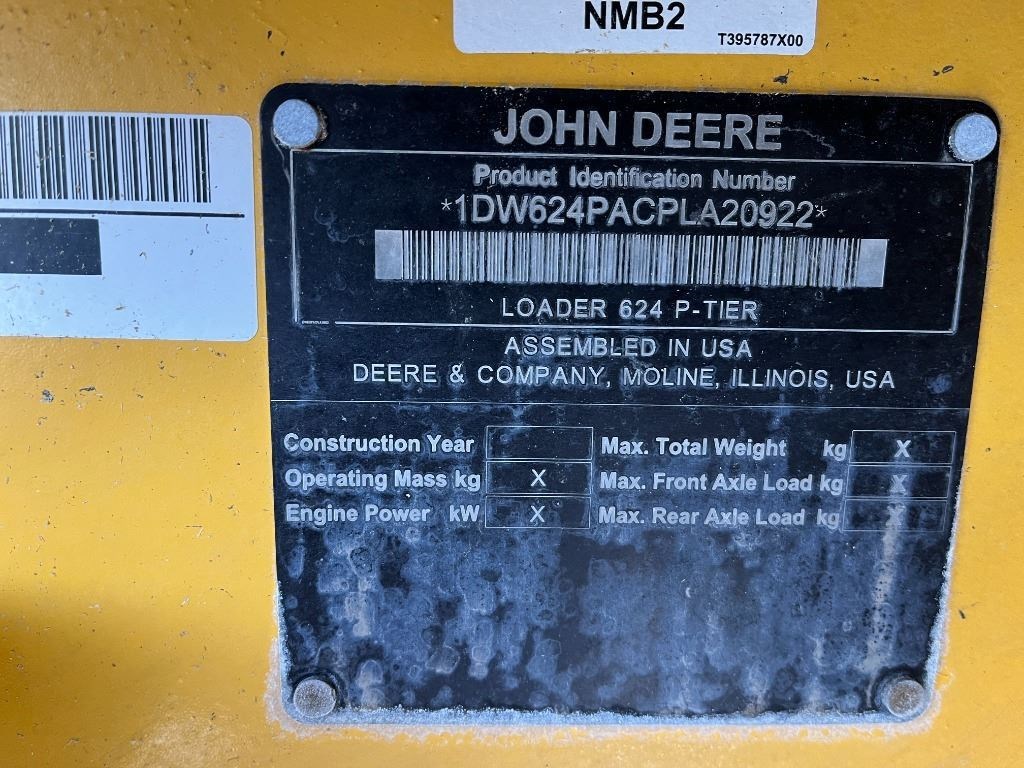 NMB2
T395787X00
JOHN DEERE
Product Identification Number
*1DW624PACPLA20922*
LOADER 624 P-TIER
ASSEMBLED IN USA
DEERE & COMPANY, MOLINE, ILLINOIS, USA
Construction Year
Max. Total Weight kg X
Operating Mass kg X
Max. Front Axle Load kg X
Engine Power kW X
Max. Rear Axle Load kg X